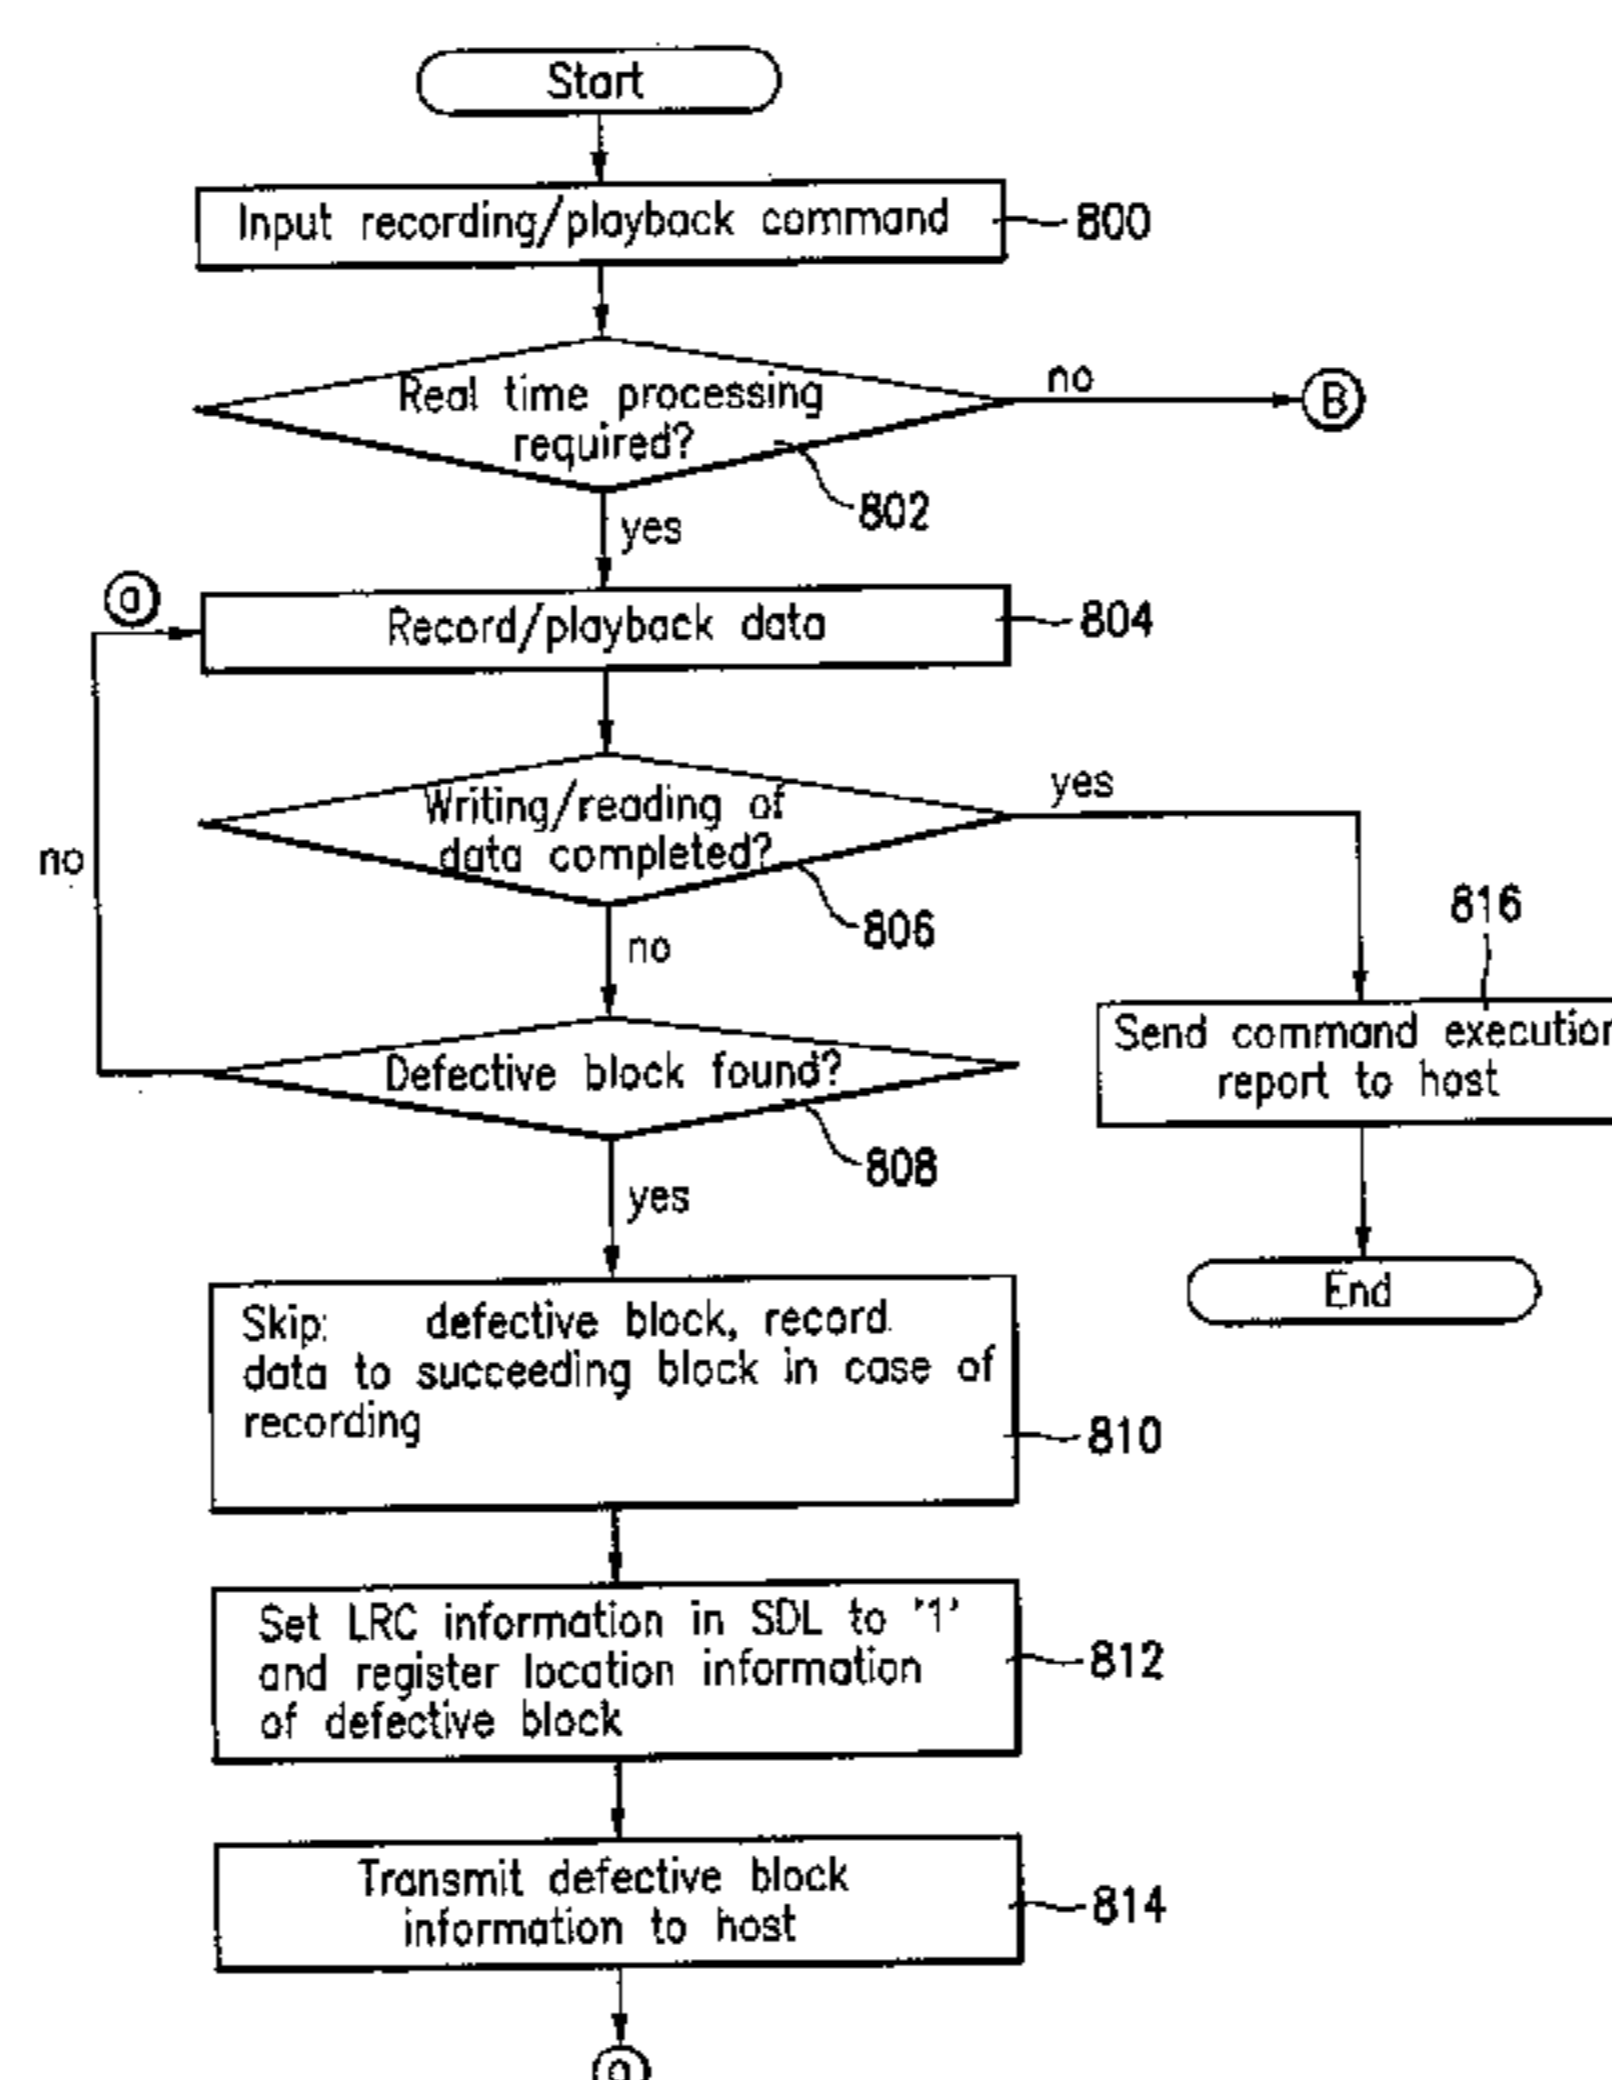 Start
Input recording/playback command
800
Real time processing
required?
no
B
802
yes
a
Record/playback data
804
Writing/reading of
data completed?
yes
no
806
816
no
Send command execution
report to host
Defective block found?
808
yes
End
Skip: defective block, record
data to succeeding block in case of
recording
810
Set LRC information in SDL to '1'
and register location information
of defective block
812
Transmit defective block
information to host
814
a